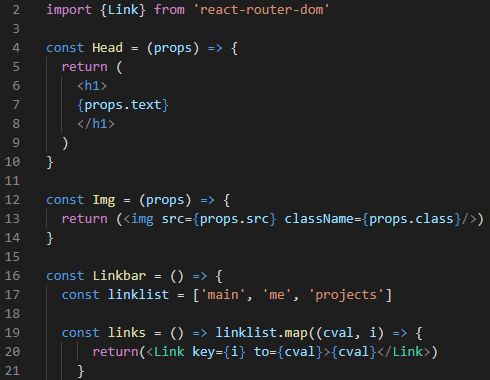 2 import {Link} from 'react-router-dom'
3
4 const Head = (props) => {
5 return (
6 <h1>
7 {props.text}
8 </h1>
9 )
10 }
11
12 const Img = (props) => {
13 return (<img src={props.src} className={props.class}/>)
14 }
15
16 const Linkbar = () => {
17 const linklist = ['main', 'me', 'projects']
18
19 const links = () => linklist.map((cval, i) => {
20 return(<Link key={i} to={cval}>{cval}</Link>)
21 }